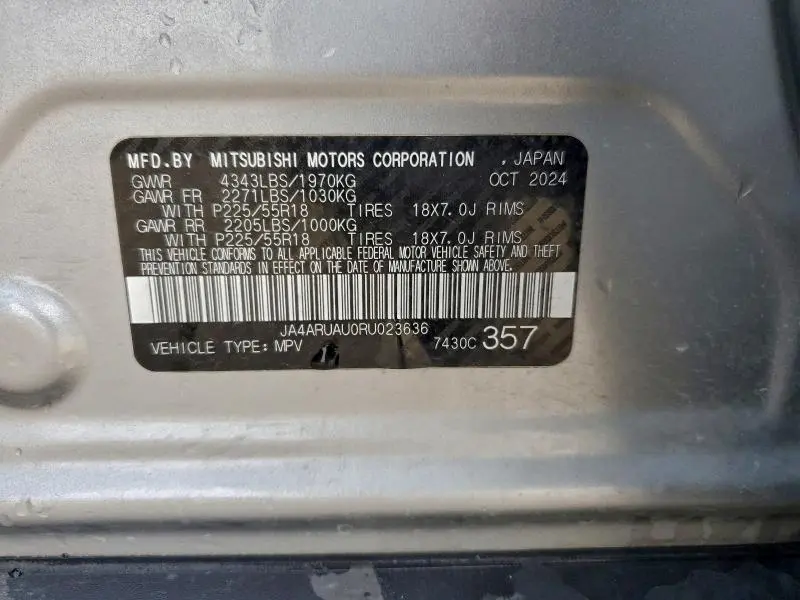 MFD.BY MITSUBISHI MOTORS CORPORATION , JAPAN
GVWR 4343LBS/1970KG OCT 2024
GAWR FR 2271LBS/1030KG
WITH P225/55R18 TIRES 18X7.0J RIMS
GAWR RR 2205LBS/1000KG
WITH P225/55R18 TIRES 18X7.0J RIMS
THIS VEHICLE CONFORMS TO ALL APPLICABLE FEDERAL MOTOR VEHICLE SAFETY AND THEFT
PREVENTION STANDARDS IN EFFECT ON THE DATE OF MANUFACTURE SHOWN ABOVE.
JA4ARUAU0RU023636
VEHICLE TYPE: MPV 7430C 357